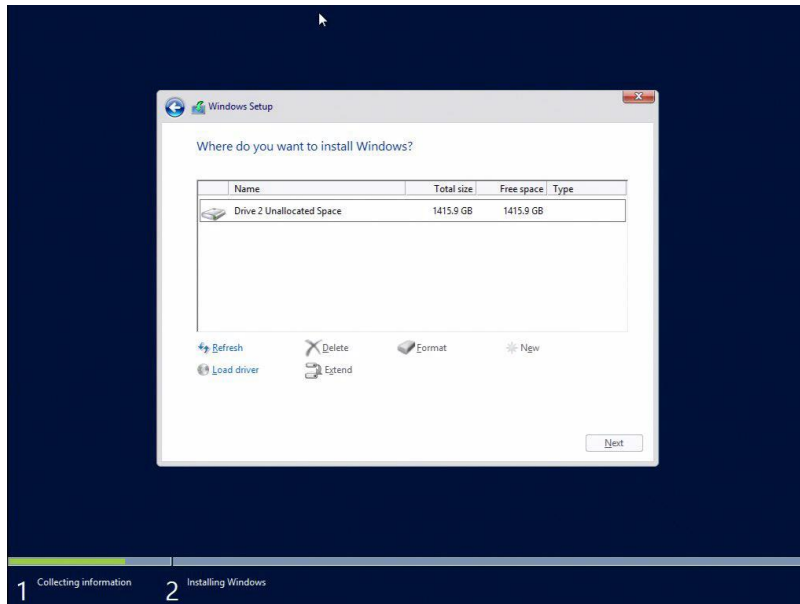 Windows Setup
Where do you want to install Windows?
Name Total size Free space Type
Drive 2 Unallocated Space 1415.9 GB 1415.9 GB
Refresh Delete Format New
Load driver Extend
Next
1 Collecting information 2 Installing Windows